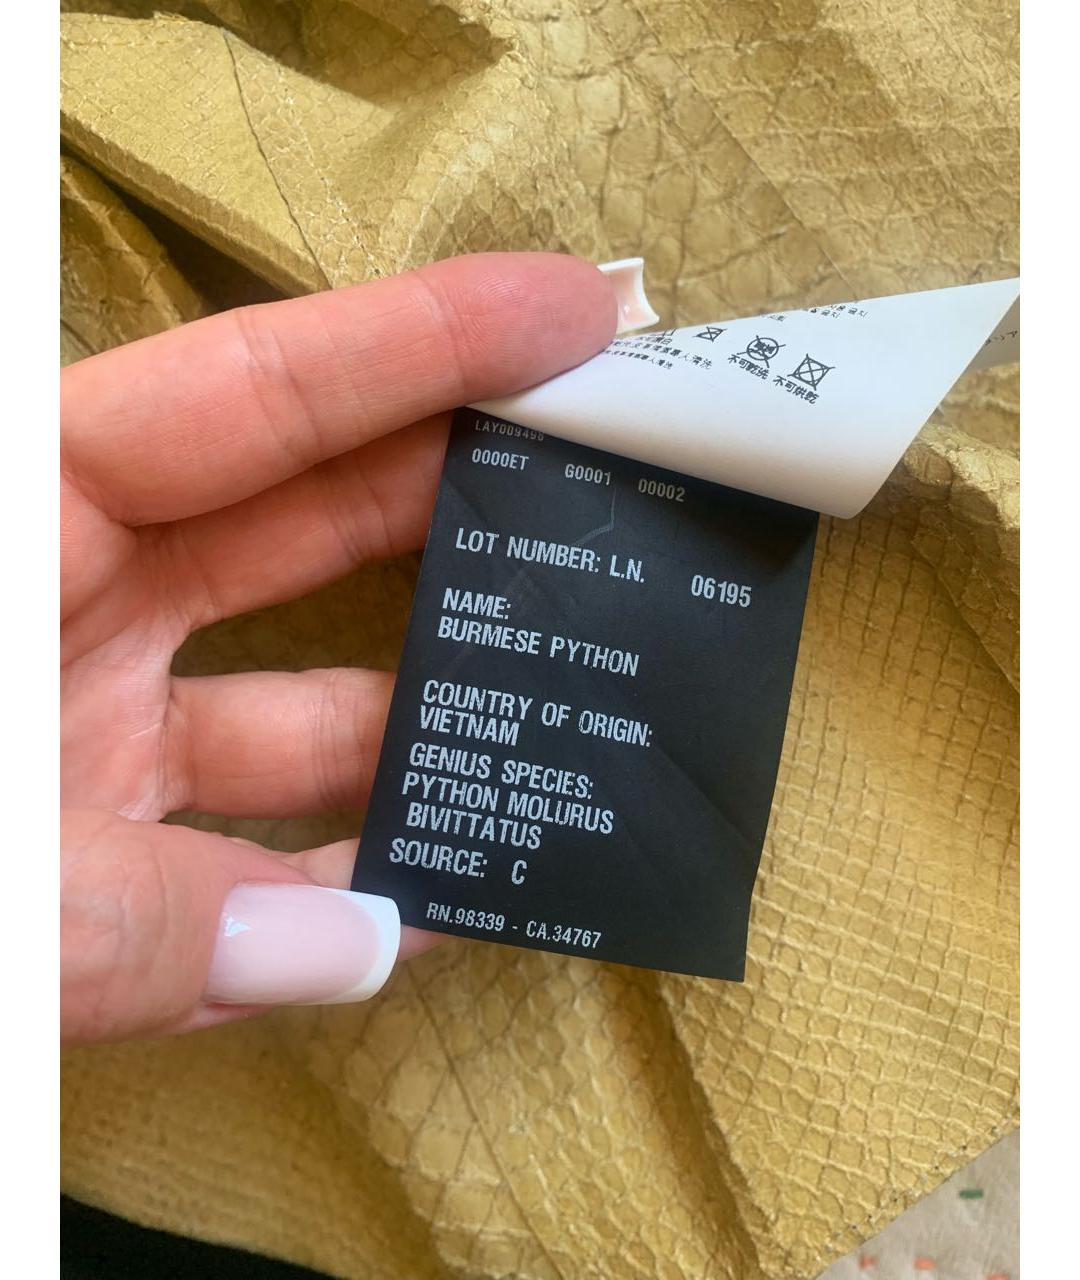 不可乾洗 不可烘乾
LAY009498
0000ET G0001 00002
LOT NUMBER: L.N. 06195
NAME:
BURMESE PYTHON
COUNTRY OF ORIGIN:
VIETNAM
GENIUS SPECIES:
PYTHON MOLURUS
BIVITTATUS
SOURCE: C
RN.98339 - CA.34767